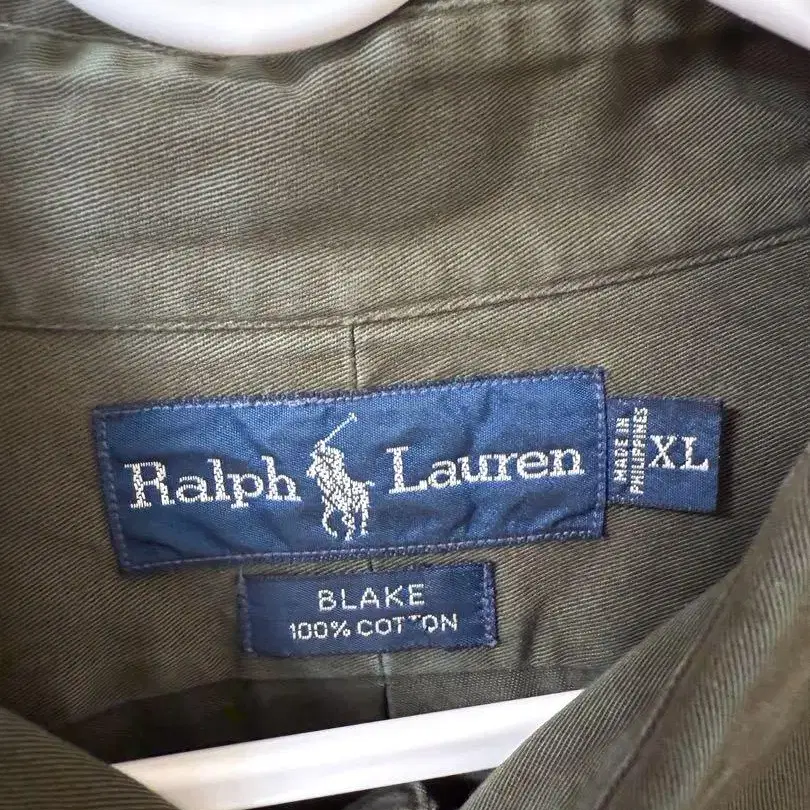 Ralph Lauren
MADE IN
PHILIPPINES
XL
BLAKE
100% COTTON